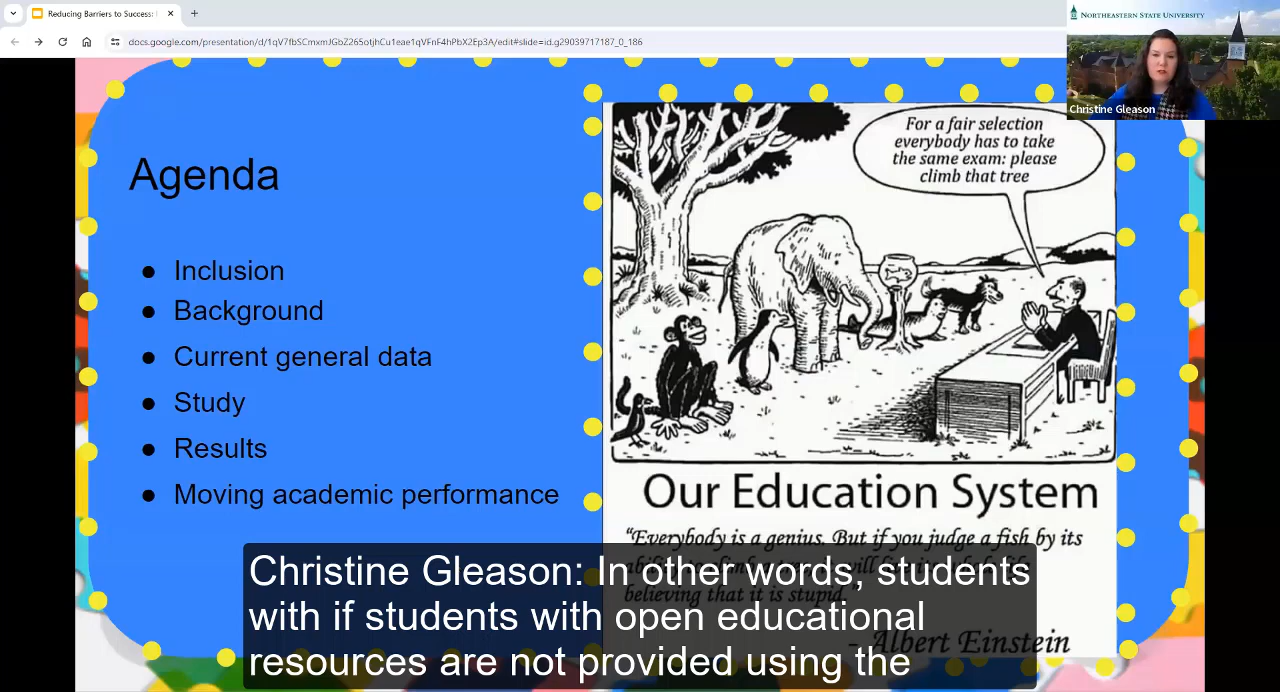 Reducing Barriers to Success:
docs.google.com/presentation/d/1qV7fbSCmxmJGbZ265otJhCu1eae1qVFnF4hPbX2Ep3A/edit#slide=id.g29039717187_0_186
NORTHEASTERN STATE UNIVERSITY
Christine Gleason
Agenda
Inclusion
Background
Current general data
Study
Results
Moving academic performance
For a fair selection
everybody has to take
the same exam: please
climb that tree
Our Education System
“Everybody is a genius. But if you judge a fish by its
believing that it is stupid.
- Albert Einstein
Christine Gleason: In other words, students
with if students with open educational
resources are not provided using the